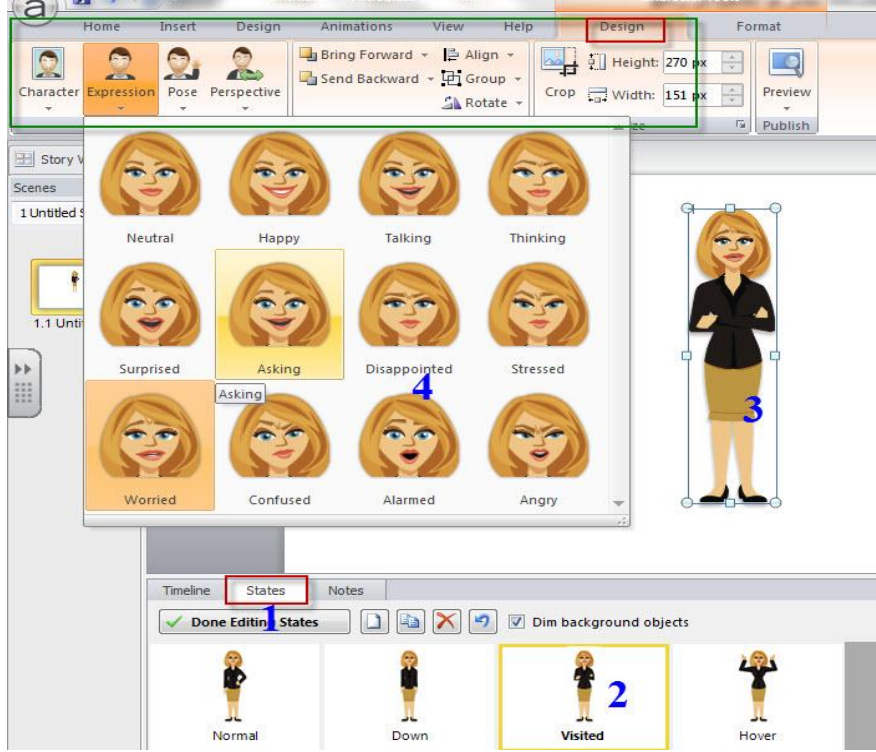 a
Home Insert Design Animations View Help Design Format
Bring Forward Align Height: 270 px
Send Backward Group Width: 151 px
Character Expression Pose Perspective Rotate Crop Preview
Publish
Story
Scenes
1 Untitled
Neutral Happy Talking Thinking
1.1
Surprised Asking Disappointed Stressed
Asking
4
3
Worried Confused Alarmed Angry
Timeline States Notes
1
Done Editing States Dim background objects
2
Normal Down Visited Hover